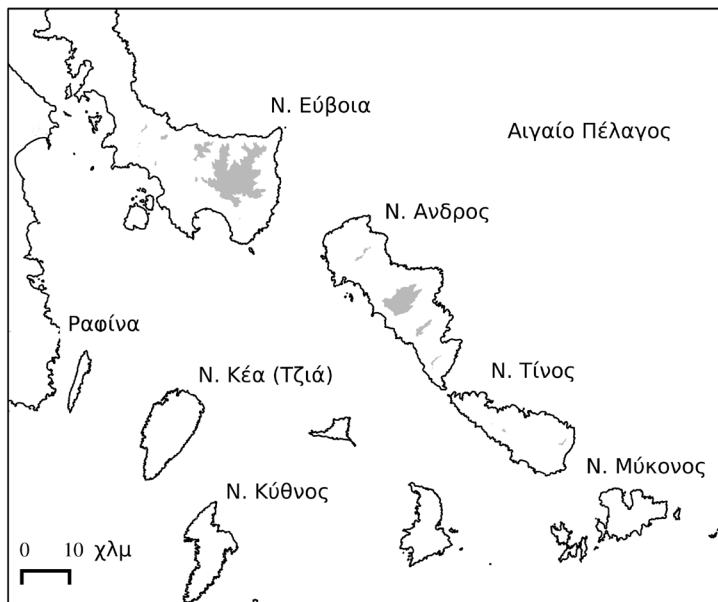 Ν. Εύβοια
Αιγαίο Πέλαγος
Ν. Ανδρος
Ραφίνα
Ν. Κέα (Τζιά)
Ν. Τίνος
Ν. Μύκονος
Ν. Κύθνος
0 10 χλμ